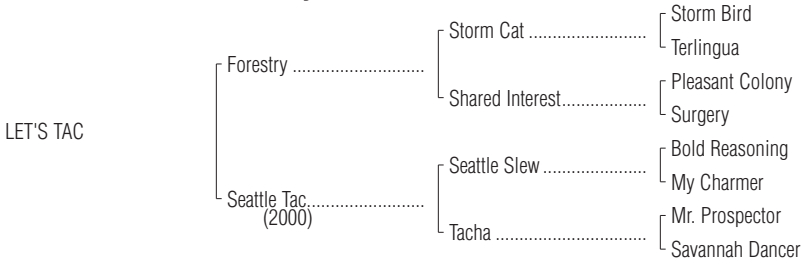 Storm Bird
Storm Cat ........................
Terlingua
Forestry ............................
Pleasant Colony
Shared Interest..................
Surgery
LET'S TAC
Bold Reasoning
Seattle Slew ......................
My Charmer
Seattle Tac.........................
(2000)
Mr. Prospector
Tacha ................................
Savannah Dancer